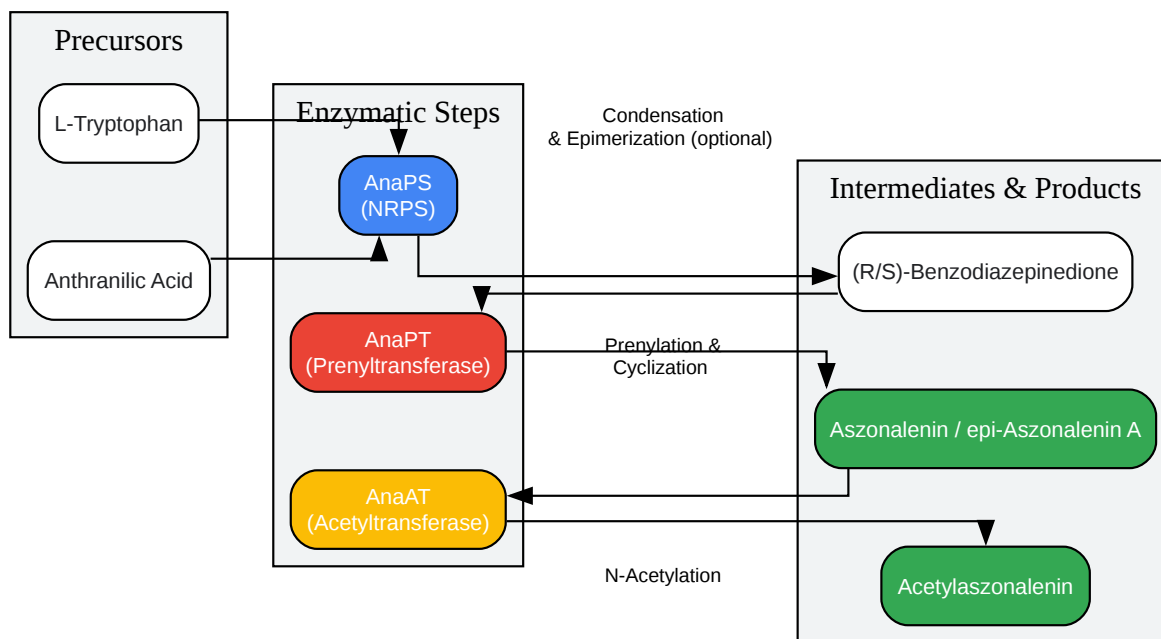 Precursors
L-Tryptophan
Anthranilic Acid
Enzymatic Steps
AnaPS
(NRPS)
AnaPT
(Prenyltransferase)
AnaAT
(Acetyltransferase)
Condensation
& Epimerization (optional)
Prenylation &
Cyclization
N-Acetylation
Intermediates & Products
(R/S)-Benzodiazepinedione
Aszonalenin / epi-Aszonalenin A
Acetylaszonalenin